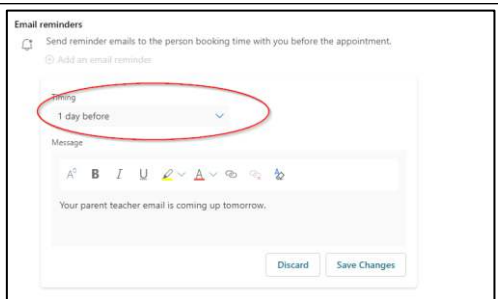 Email reminders
Send reminder emails to the person booking time with you before the appointment.
Add an email reminder
Timing
1 day before
Message
A B I U A
Your parent teacher email is coming up tomorrow.
Discard Save Changes